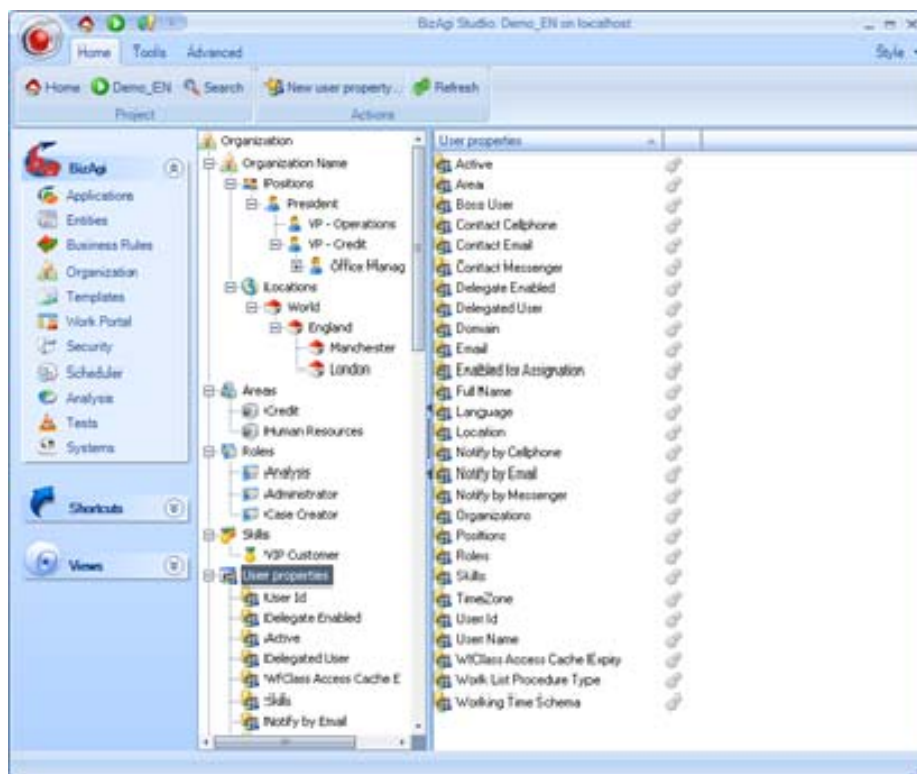 BizAgi Studio: Demo_EN on localhost
Home Tools Advanced
Style
Home Demo_EN Search New user property... Refresh
Project Actions
BizAgi
Applications
Entities
Business Rules
Organization
Templates
Work Portal
Security
Scheduler
Analysis
Tests
Systems
Shortcuts
Views
Organization
Organization Name
Positions
President
VP - Operations
VP - Credit
Office Manag
Locations
World
England
Manchester
London
Areas
Credit
Human Resources
Roles
Analysis
Administrator
Case Creator
Skills
VIP Customer
User properties
User Id
Delegate Enabled
Active
Delegated User
WfClass Access Cache E
Skills
Notify by Email
User properties
Active
Area
Boss User
Contact Cellphone
Contact Email
Contact Messenger
Delegate Enabled
Delegated User
Domain
Email
Enabled for Assignation
Full Name
Language
Location
Notify by Cellphone
Notify by Email
Notify by Messenger
Organizations
Positions
Roles
Skills
TimeZone
User Id
User Name
WfClass Access Cache Expiry
Work List Procedure Type
Working Time Schema